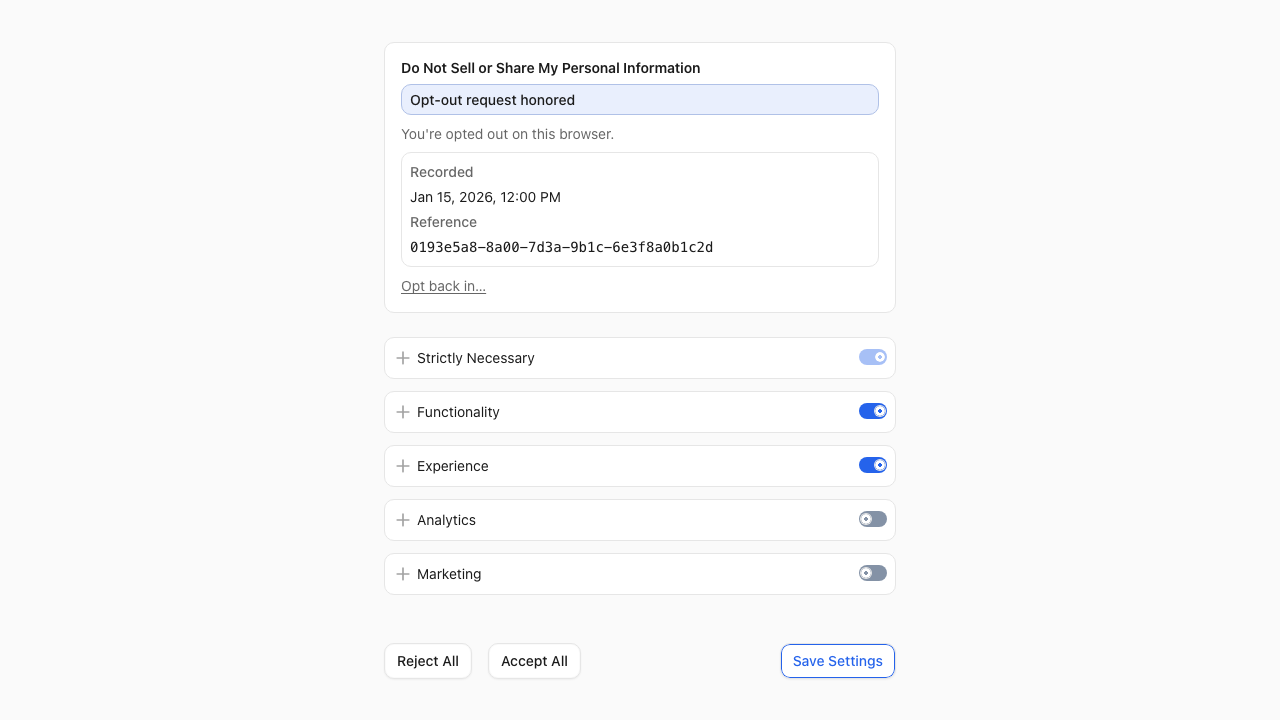 Do Not Sell or Share My Personal Information
Opt-out request honored
You're opted out on this browser.
Recorded
Jan 15, 2026, 12:00 PM
Reference
0193e5a8-8a00-7d3a-9b1c-6e3f8a0b1c2d
Opt back in...
Strictly Necessary
Functionality
Experience
Analytics
Marketing
Reject All
Accept All
Save Settings